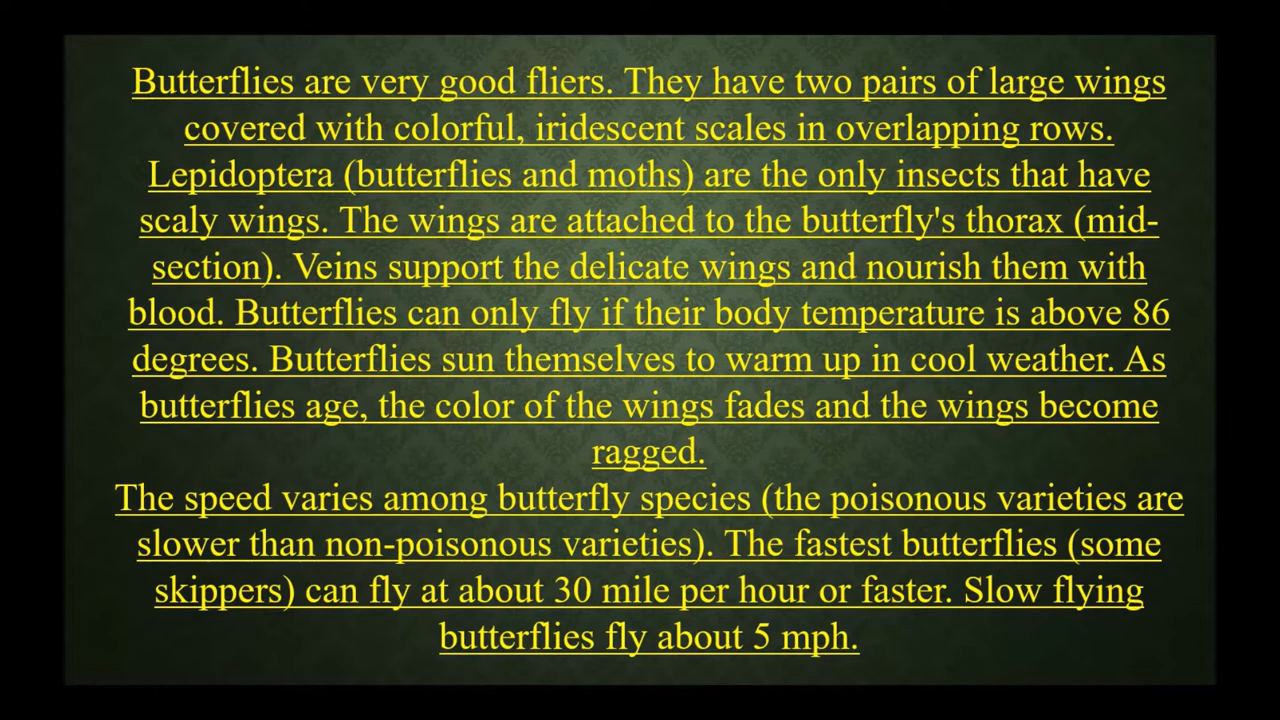 Butterflies are very good fliers. They have two pairs of large wings
covered with colorful, iridescent scales in overlapping rows.
Lepidoptera (butterflies and moths) are the only insects that have
scaly wings. The wings are attached to the butterfly's thorax (mid-
section). Veins support the delicate wings and nourish them with
blood. Butterflies can only fly if their body temperature is above 86
degrees. Butterflies sun themselves to warm up in cool weather. As
butterflies age, the color of the wings fades and the wings become
ragged.
The speed varies among butterfly species (the poisonous varieties are
slower than non-poisonous varieties). The fastest butterflies (some
skippers) can fly at about 30 mile per hour or faster. Slow flying
butterflies fly about 5 mph.